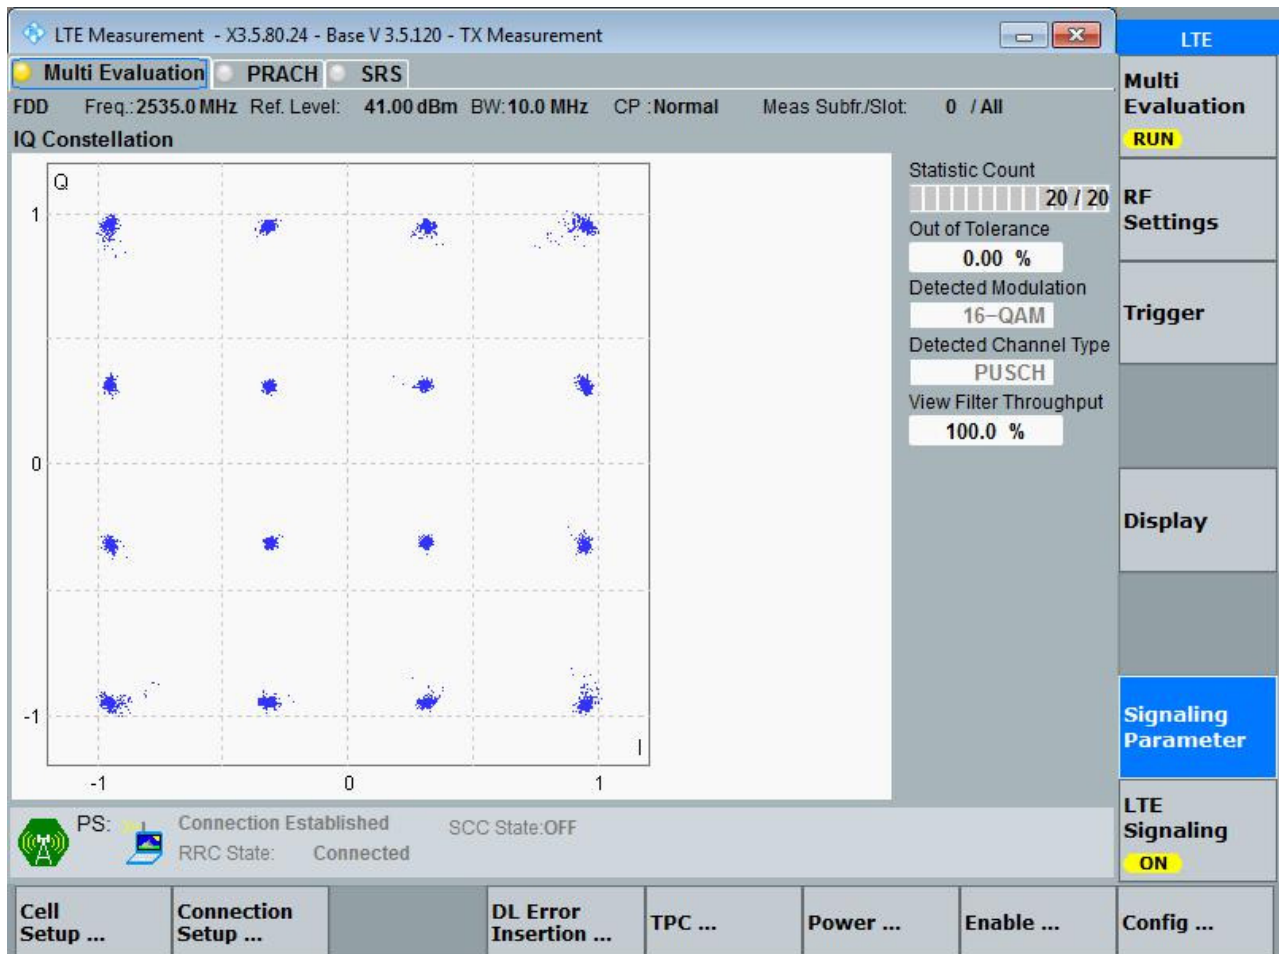 LTE Measurement - X3.5.80.24 - Base V 3.5.120 - TX Measurement
LTE
Multi Evaluation PRACH SRS
FDD Freq.: 2535.0 MHz Ref. Level: 41.00 dBm BW: 10.0 MHz CP : Normal Meas Subfr./Slot: 0 / All
IQ Constellation
Q
1
0
-1
I
-1 0 1
Statistic Count
20 / 20
Out of Tolerance
0.00 %
Detected Modulation
16-QAM
Detected Channel Type
PUSCH
View Filter Throughput
100.0 %
Multi
Evaluation
RUN
RF
Settings
Trigger
Display
Signaling
Parameter
LTE
Signaling
ON
PS: Connection Established SCC State:OFF
RRC State: Connected
Cell
Setup ...
Connection
Setup ...
DL Error
Insertion ...
TPC ...
Power ...
Enable ...
Config ...